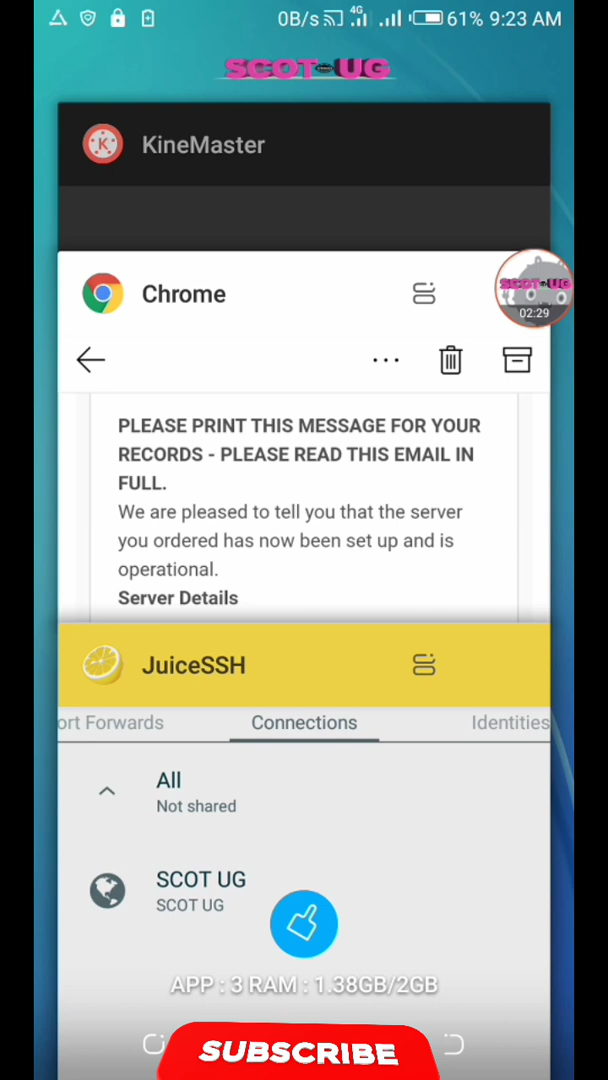 0B/s 4G 61% 9:23 AM
SCOT-UG
KineMaster
Chrome
SCOT-UG
02:29
PLEASE PRINT THIS MESSAGE FOR YOUR
RECORDS - PLEASE READ THIS EMAIL IN
FULL.
We are pleased to tell you that the server
you ordered has now been set up and is
operational.
Server Details
JuiceSSH
ort Forwards Connections Identities
All
Not shared
SCOT UG
SCOT UG
APP : 3 RAM : 1.38GB/2GB
SUBSCRIBE